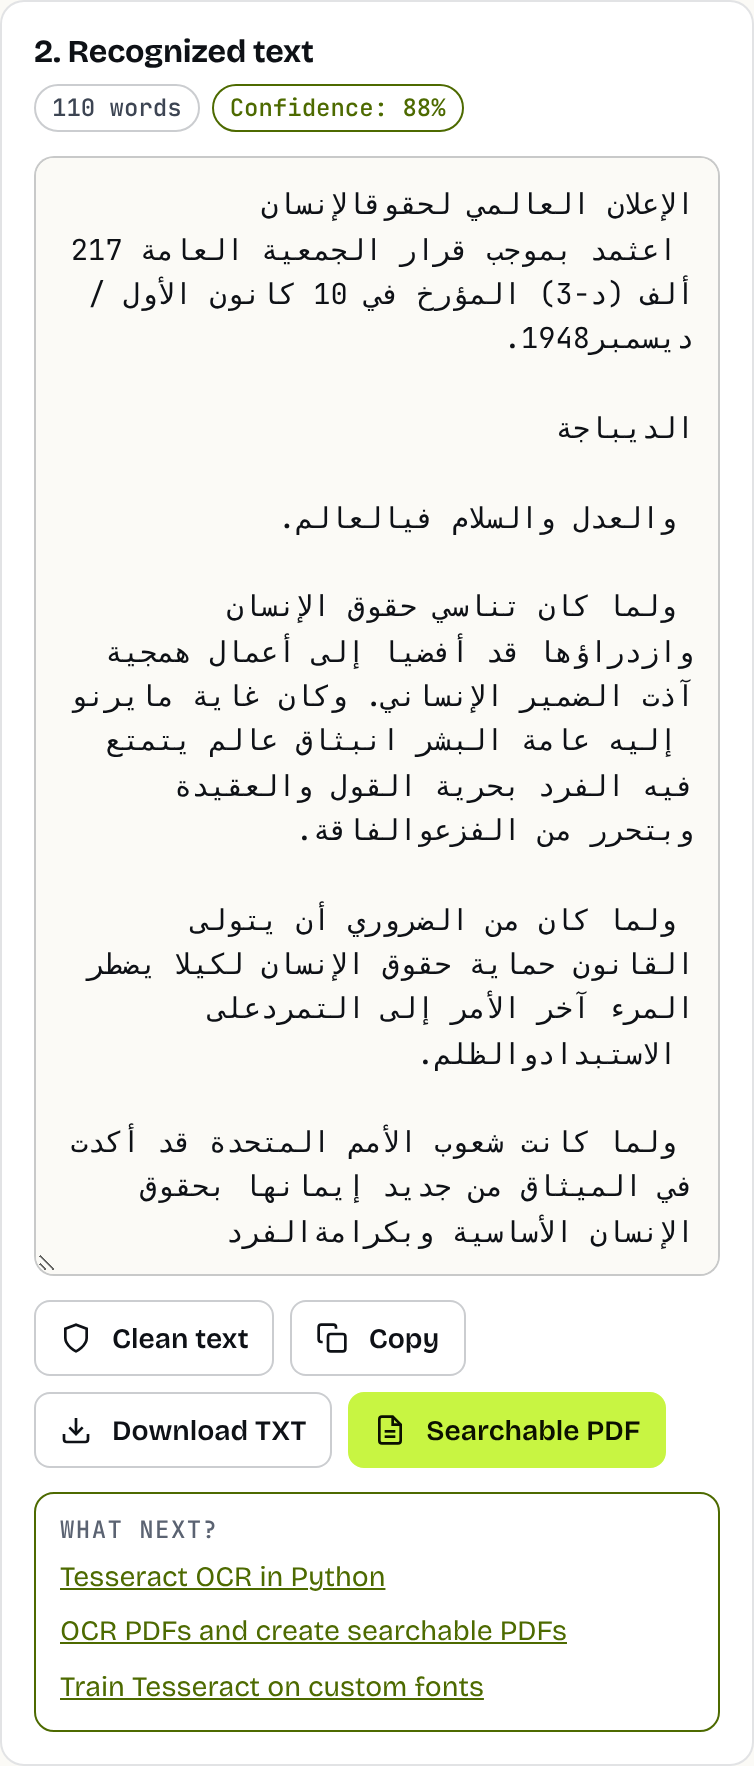 2. Recognized text
110 words
Confidence: 88%
الإعلان العالمي لحقوقالإنسان
اعثمد بموجب قرار الجمعية العامة 217
ألف (د-3) المؤرخ في 10 كانون الأول /
ديسمبر1948.
الديباجة
والعدل والسلام فيالعالم.
ولما كان تناسي حقوق الإنسان
وازدراؤها قد أفضيا إلى أعمال همجية
آذت الضمير الإنساني. وكان غاية مايرنو
إليه عامة البشر انبثاق عالم يتمتع
فيه الفرد بحرية القول والعقيدة
وبتحرر من الفزعوالفاقة.
ولما كان من الضروري أن يتولى
القانون حماية حقوق الإنسان لكيلا يضطر
المرء آخر الأمر إلى التمردعلى
الاستبدادوالظلم.
ولما كانت شعوب الأمم المتحدة قد أكدت
في الميثاق من جديد إيمانها بحقوق
الإنسان الأساسية وبكرامةالفرد
Clean text
Copy
Download TXT
Searchable PDF
WHAT NEXT?
Tesseract OCR in Python
OCR PDFs and create searchable PDFs
Train Tesseract on custom fonts